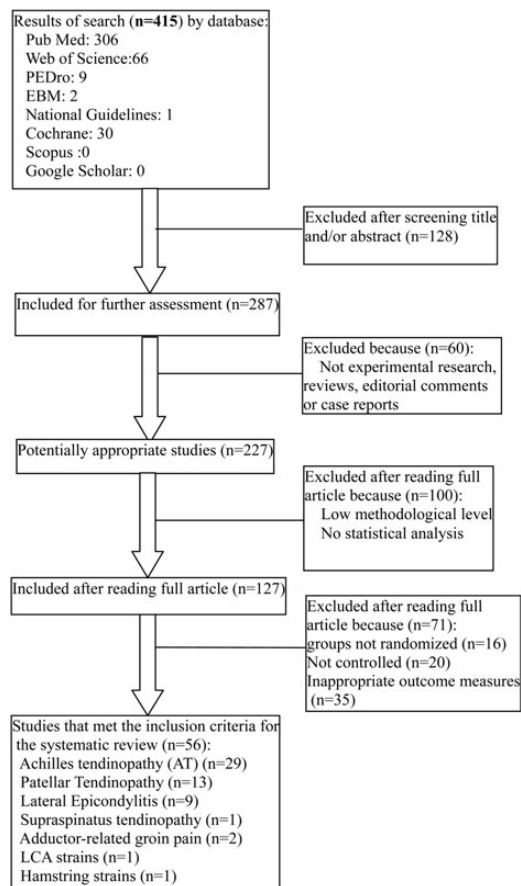 Results of search (n=415) by database:
Pub Med: 306
Web of Science:66
PEDro: 9
EBM: 2
National Guidelines: 1
Cochrane: 30
Scopus :0
Google Scholar: 0
Excluded after screening title
and/or abstract (n=128)
Included for further assessment (n=287)
Excluded because (n=60):
Not experimental research,
reviews, editorial comments
or case reports
Potentially appropriate studies (n=227)
Excluded after reading full
article because (n=100):
Low methodological level
No statistical analysis
Included after reading full article (n=127)
Excluded after reading full
article because (n=71):
groups not randomized (n=16)
Not controlled (n=20)
Inappropriate outcome measures
(n=35)
Studies that met the inclusion criteria for
the systematic review (n=56):
Achilles tendinopathy (AT) (n=29)
Patellar Tendinopathy (n=13)
Lateral Epicondylitis (n=9)
Supraspinatus tendinopathy (n=1)
Adductor-related groin pain (n=2)
LCA strains (n=1)
Hamstring strains (n=1)